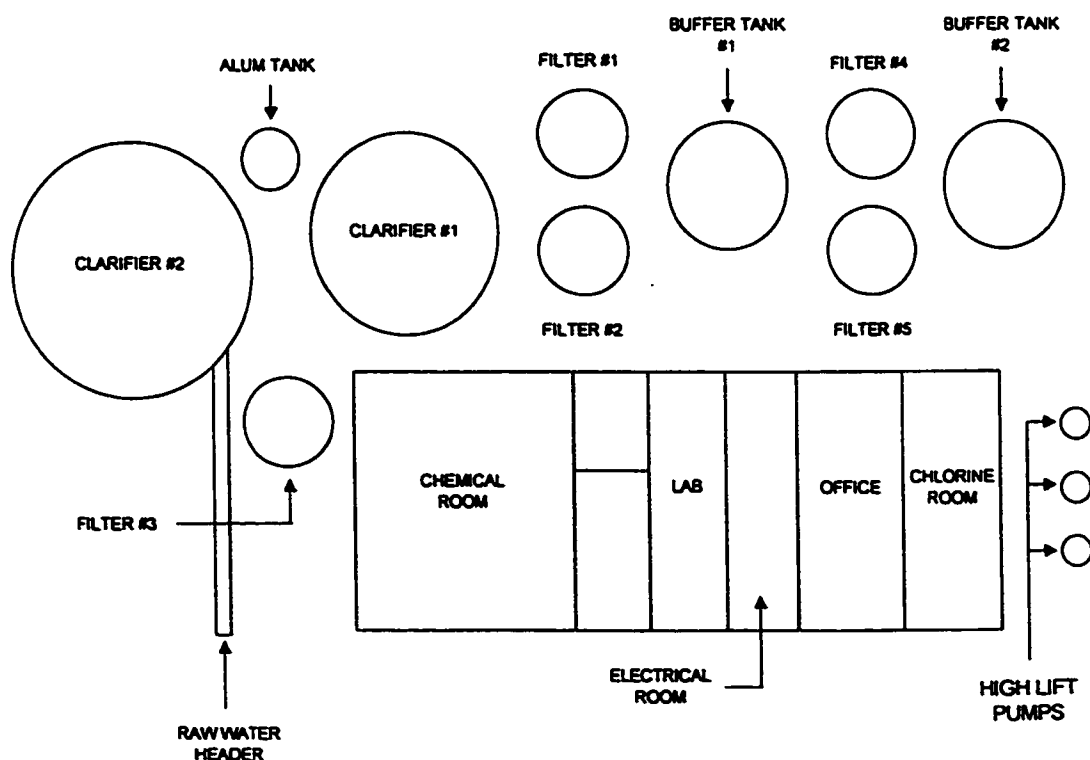 BUFFER TANK
#1
BUFFER TANK
#2
ALUM TANK
FILTER #1
FILTER #4
CLARIFIER #1
CLARIFIER #2
FILTER #2
FILTER #5
CHEMICAL
ROOM
LAB
OFFICE
CHLORINE
ROOM
FILTER #3
ELECTRICAL
ROOM
HIGH LIFT
PUMPS
RAW WATER
HEADER